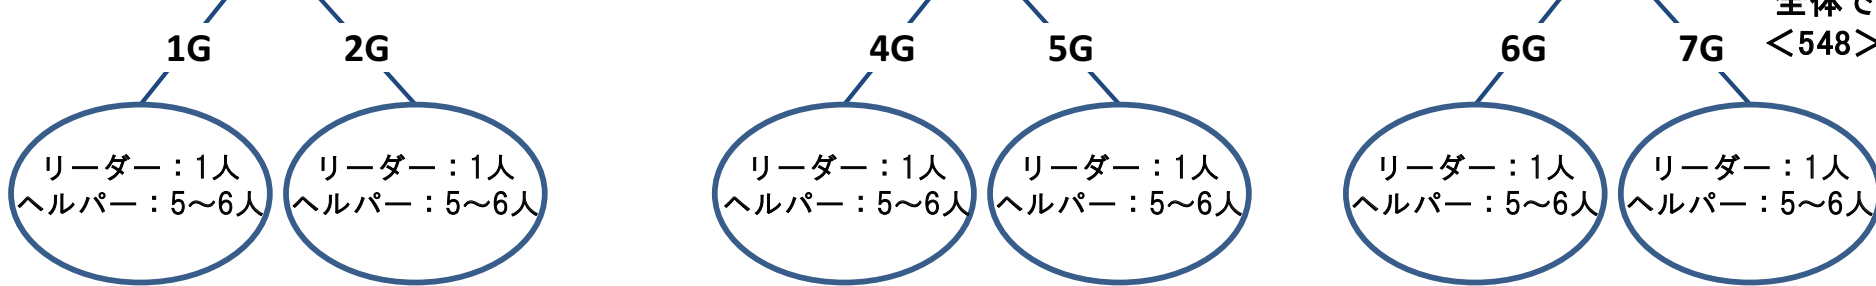 全体で
1G 2G 4G 5G 6G 7G <548>
リーダー：1人 リーダー：1人 リーダー：1人 リーダー：1人 リーダー：1人 リーダー：1人
ヘルパー：5～6人 ヘルパー：5～6人 ヘルパー：5～6人 ヘルパー：5～6人 ヘルパー：5～6人 ヘルパー：5～6人